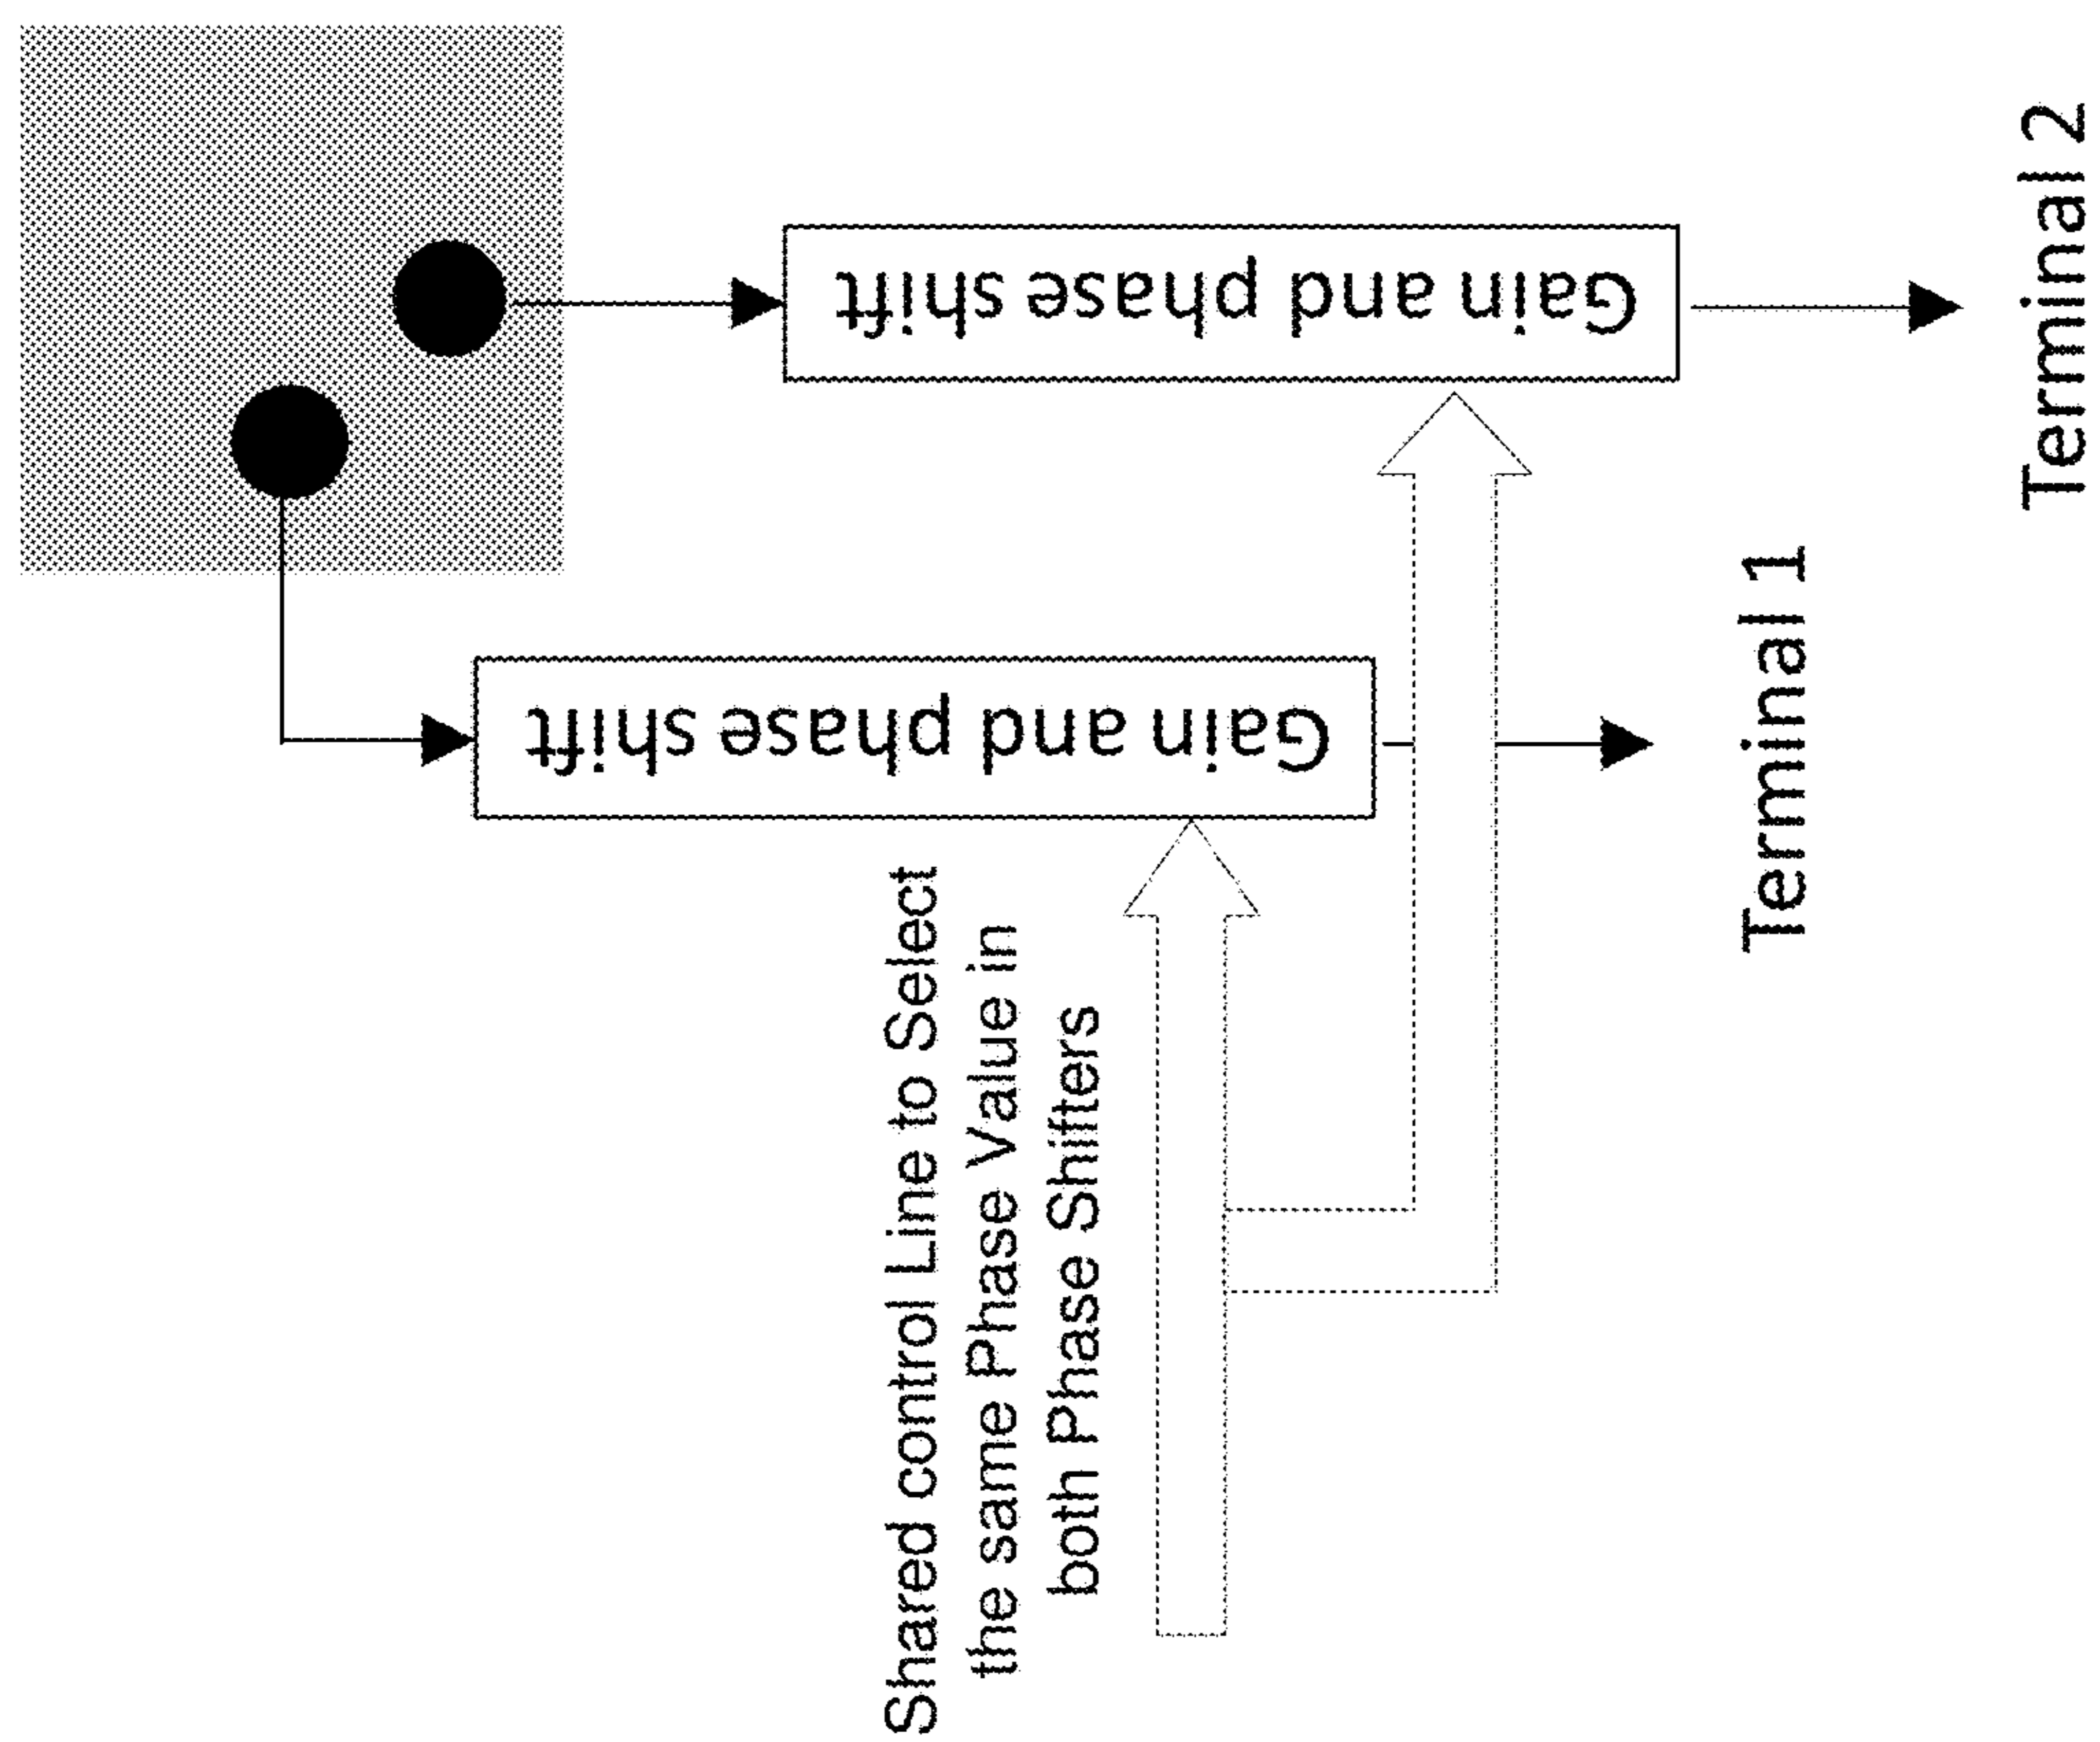 Gain and phase shift
Gain and phase shift
Shared control Line to Select
the same Phase Value in
both Phase Shifters
Terminal 1
Terminal 2